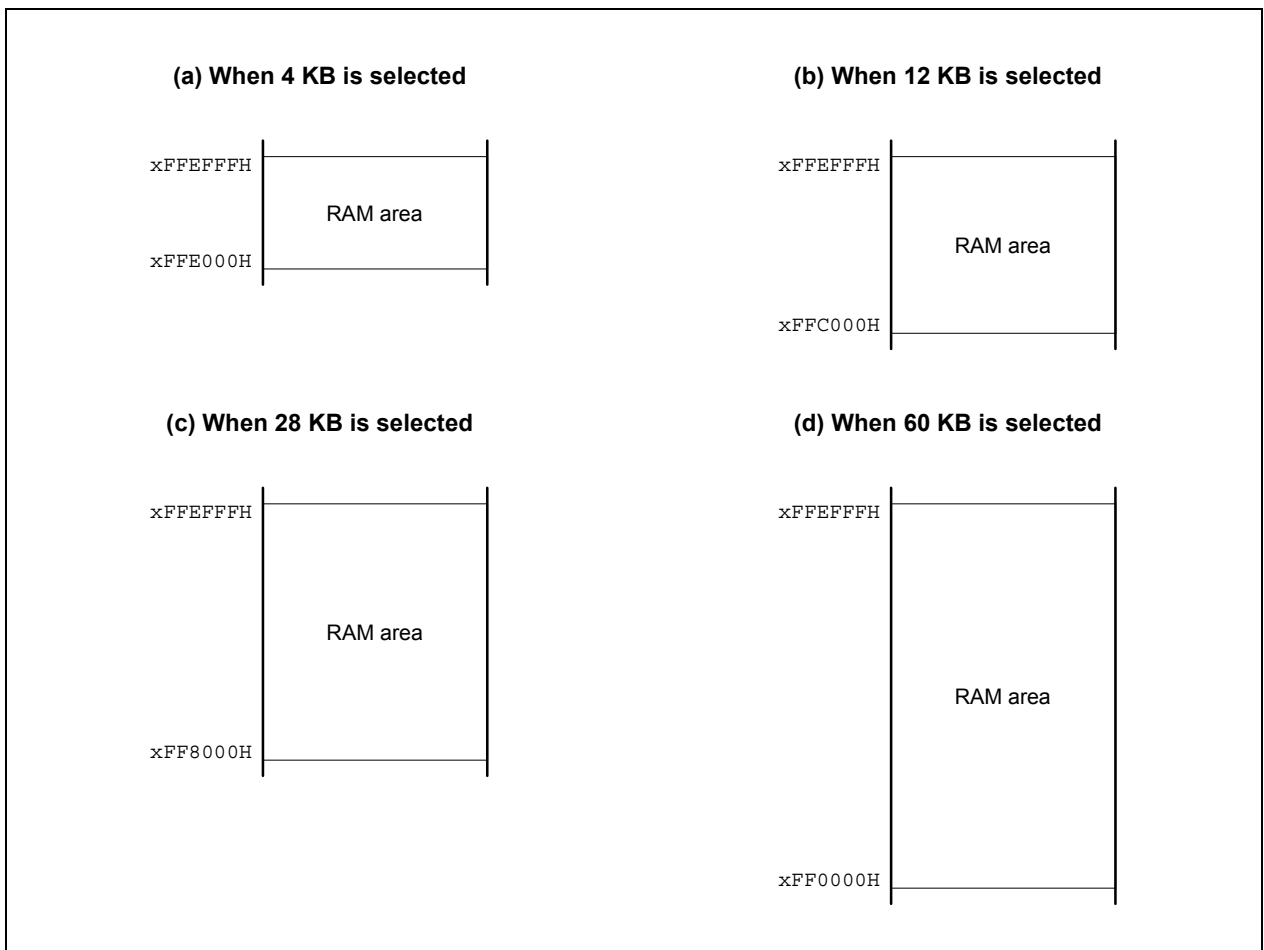 (a) When 4 KB is selected
xFFEFFFH
RAM area
xFFE000H
(b) When 12 KB is selected
xFFEFFFH
RAM area
xFFC000H
(c) When 28 KB is selected
xFFEFFFH
RAM area
xFF8000H
(d) When 60 KB is selected
xFFEFFFH
RAM area
xFF0000H